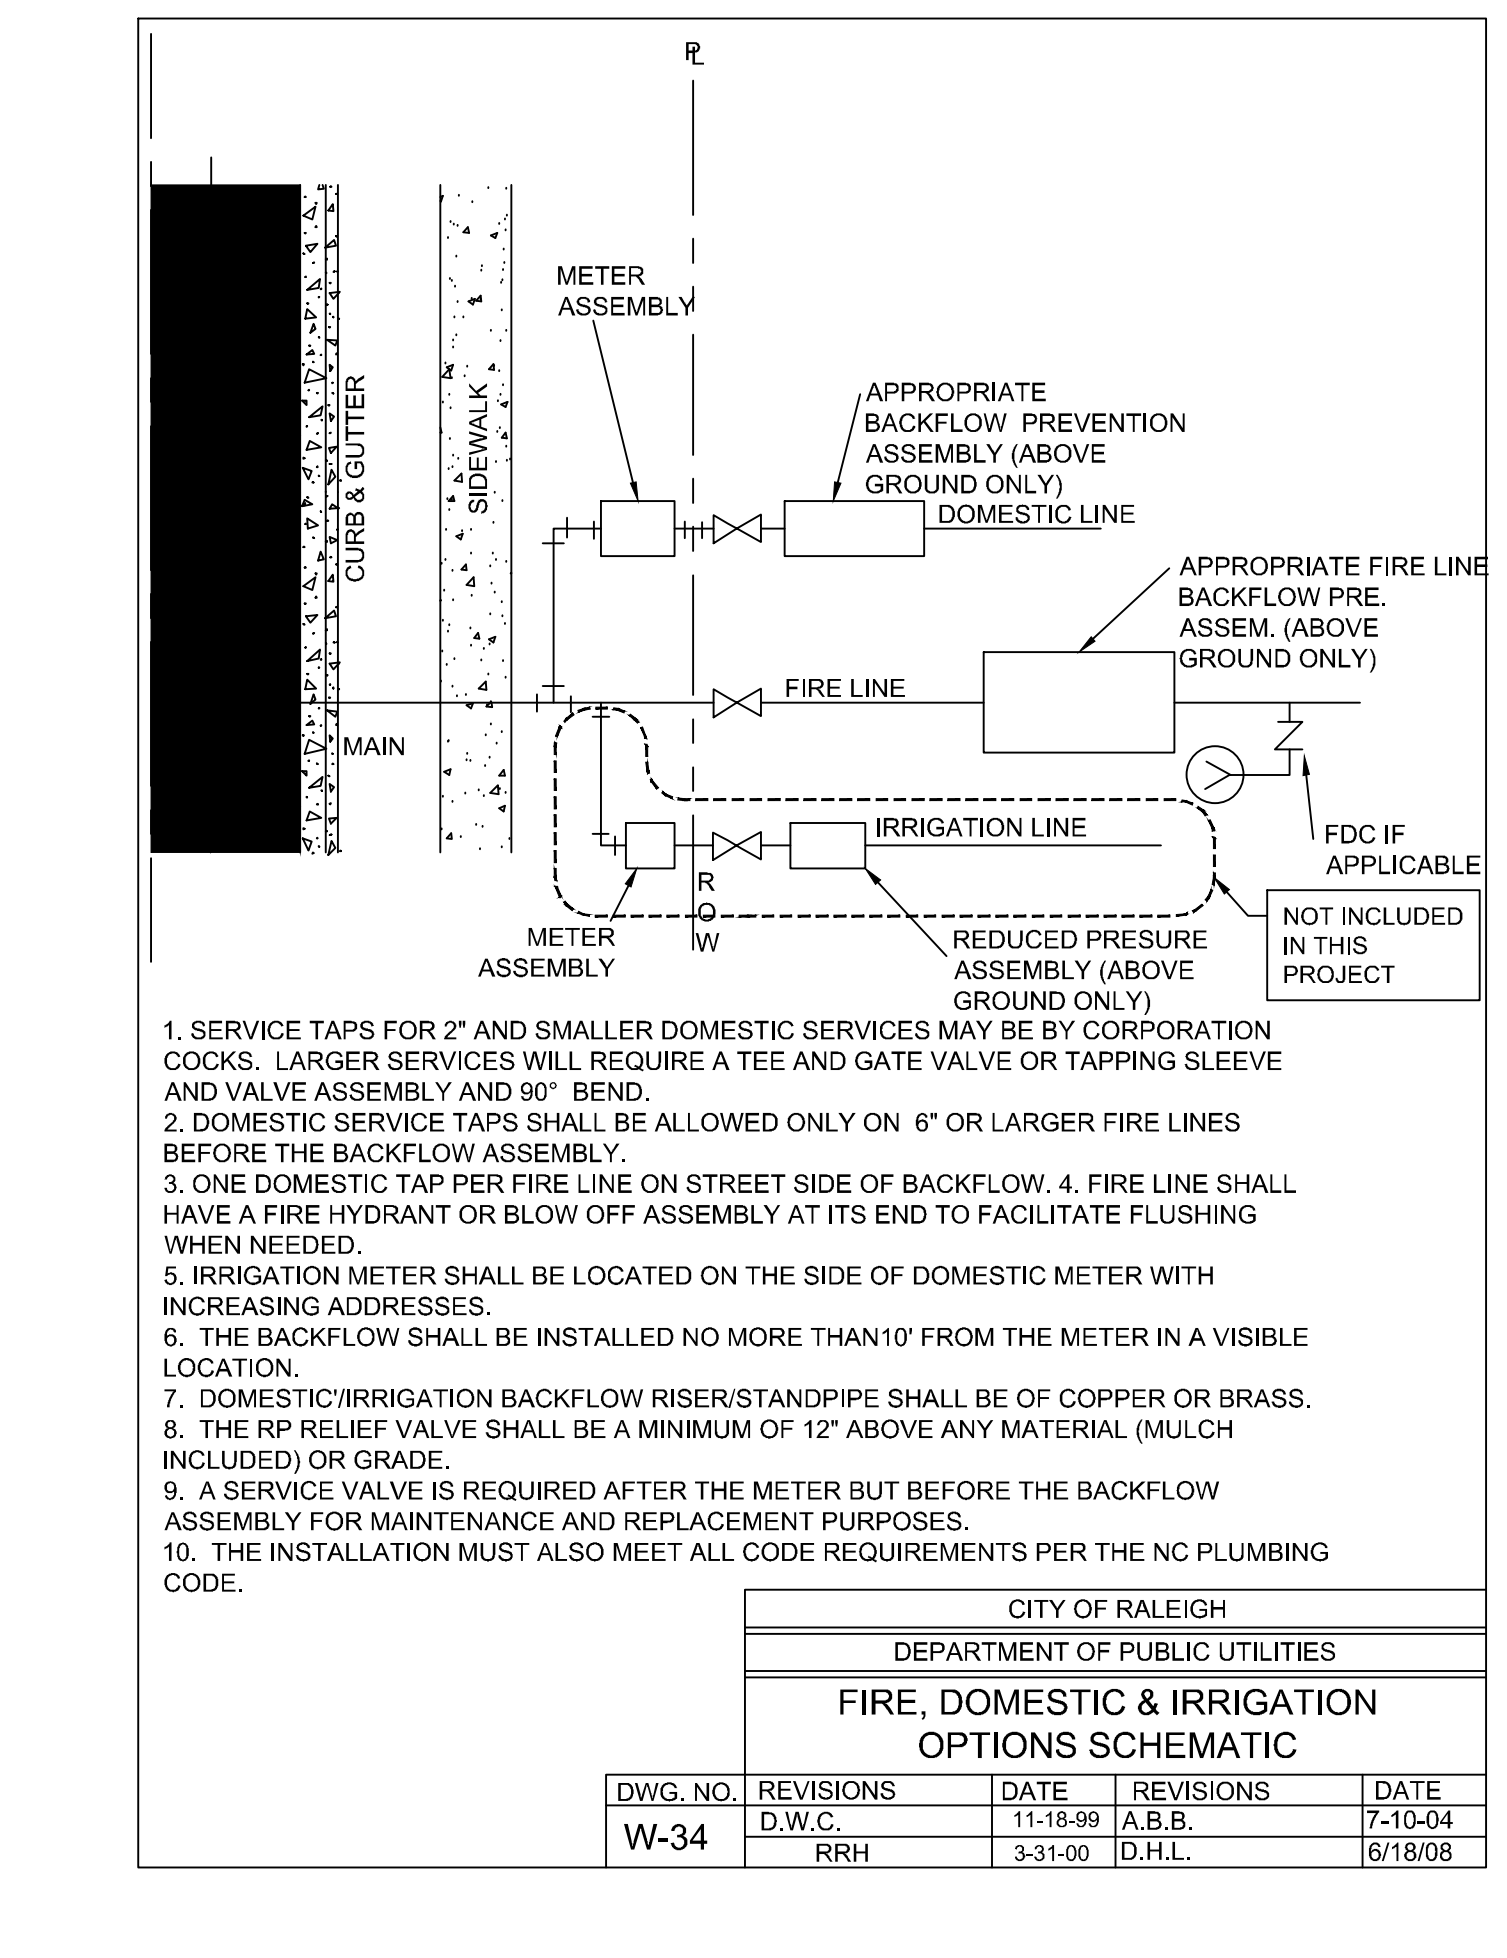 PL
METER
ASSEMBLY
APPROPRIATE
BACKFLOW PREVENTION
ASSEMBLY (ABOVE
GROUND ONLY)
DOMESTIC LINE
CURB & GUTTER
SIDEWALK
APPROPRIATE FIRE LINE
BACKFLOW PRE.
ASSEM. (ABOVE
GROUND ONLY)
FIRE LINE
MAIN
IRRIGATION LINE
FDC IF
APPLICABLE
R
O
W
METER
ASSEMBLY
REDUCED PRESURE
ASSEMBLY (ABOVE
GROUND ONLY)
NOT INCLUDED
IN THIS
PROJECT
1. SERVICE TAPS FOR 2" AND SMALLER DOMESTIC SERVICES MAY BE BY CORPORATION
COCKS. LARGER SERVICES WILL REQUIRE A TEE AND GATE VALVE OR TAPPING SLEEVE
AND VALVE ASSEMBLY AND 90° BEND.
2. DOMESTIC SERVICE TAPS SHALL BE ALLOWED ONLY ON 6" OR LARGER FIRE LINES
BEFORE THE BACKFLOW ASSEMBLY.
3. ONE DOMESTIC TAP PER FIRE LINE ON STREET SIDE OF BACKFLOW. 4. FIRE LINE SHALL
HAVE A FIRE HYDRANT OR BLOW OFF ASSEMBLY AT ITS END TO FACILITATE FLUSHING
WHEN NEEDED.
5. IRRIGATION METER SHALL BE LOCATED ON THE SIDE OF DOMESTIC METER WITH
INCREASING ADDRESSES.
6. THE BACKFLOW SHALL BE INSTALLED NO MORE THAN10' FROM THE METER IN A VISIBLE
LOCATION.
7. DOMESTIC'/IRRIGATION BACKFLOW RISER/STANDPIPE SHALL BE OF COPPER OR BRASS.
8. THE RP RELIEF VALVE SHALL BE A MINIMUM OF 12" ABOVE ANY MATERIAL (MULCH
INCLUDED) OR GRADE.
9. A SERVICE VALVE IS REQUIRED AFTER THE METER BUT BEFORE THE BACKFLOW
ASSEMBLY FOR MAINTENANCE AND REPLACEMENT PURPOSES.
10. THE INSTALLATION MUST ALSO MEET ALL CODE REQUIREMENTS PER THE NC PLUMBING
CODE.
CITY OF RALEIGH
DEPARTMENT OF PUBLIC UTILITIES
FIRE, DOMESTIC & IRRIGATION
OPTIONS SCHEMATIC
DWG. NO. REVISIONS DATE REVISIONS DATE
W-34
D.W.C. 11-18-99 A.B.B. 7-10-04
RRH 3-31-00 D.H.L. 6/18/08